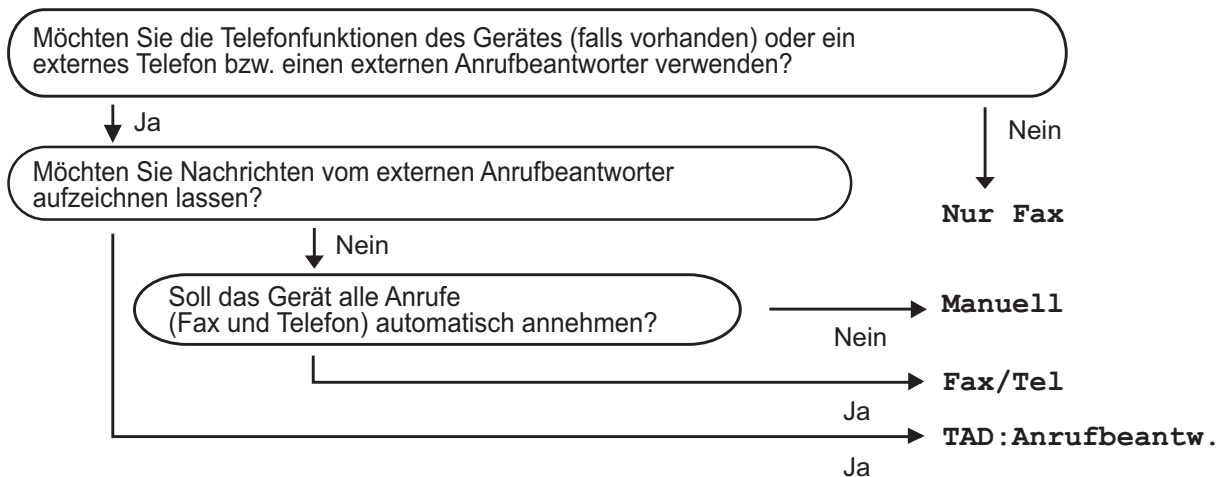 Möchten Sie die Telefonfunktionen des Gerätes (falls vorhanden) oder ein
externes Telefon bzw. einen externen Anrufbeantworter verwenden?
Ja
Nein
Möchten Sie Nachrichten vom externen Anrufbeantworter
aufzeichnen lassen?
Nur Fax
Nein
Soll das Gerät alle Anrufe
(Fax und Telefon) automatisch annehmen?
Manuell
Nein
Fax/Tel
Ja
TAD:Anrufbeantw.
Ja